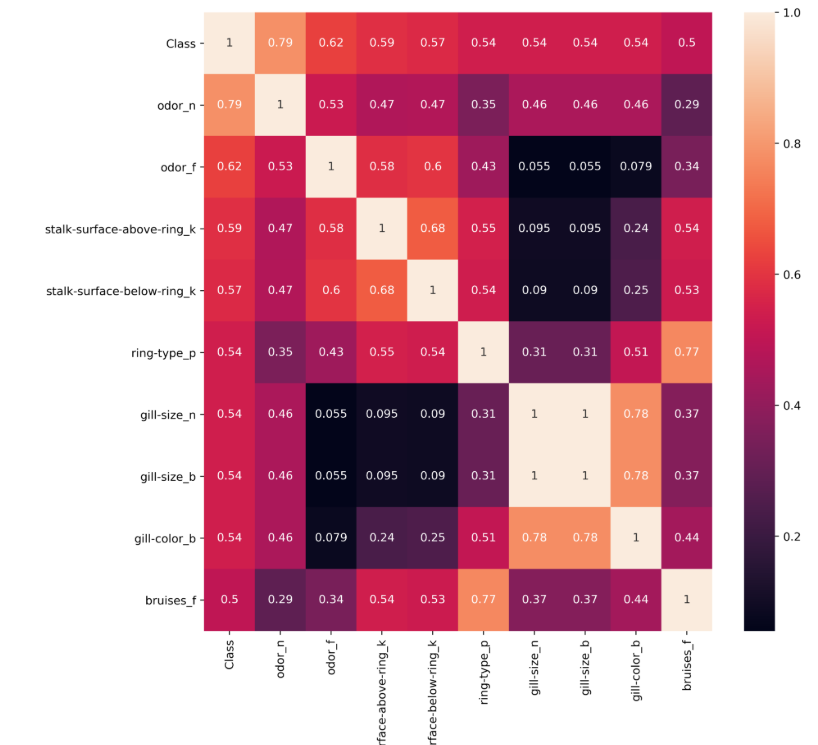 Class 1 0.79 0.62 0.59 0.57 0.54 0.54 0.54 0.54 0.5
odor_n 0.79 1 0.53 0.47 0.47 0.35 0.46 0.46 0.46 0.29
odor_f 0.62 0.53 1 0.58 0.6 0.43 0.055 0.055 0.079 0.34
stalk-surface-above-ring_k 0.59 0.47 0.58 1 0.68 0.55 0.095 0.095 0.24 0.54
stalk-surface-below-ring_k 0.57 0.47 0.6 0.68 1 0.54 0.09 0.09 0.25 0.53
ring-type_p 0.54 0.35 0.43 0.55 0.54 1 0.31 0.31 0.51 0.77
gill-size_n 0.54 0.46 0.055 0.095 0.09 0.31 1 1 0.78 0.37
gill-size_b 0.54 0.46 0.055 0.095 0.09 0.31 1 1 0.78 0.37
gill-color_b 0.54 0.46 0.079 0.24 0.25 0.51 0.78 0.78 1 0.44
bruises_f 0.5 0.29 0.34 0.54 0.53 0.77 0.37 0.37 0.44 1
Class
odor_n
odor_f
rface-above-ring_k
rface-below-ring_k
ring-type_p
gill-size_n
gill-size_b
gill-color_b
bruises_f
1.0
0.8
0.6
0.4
0.2